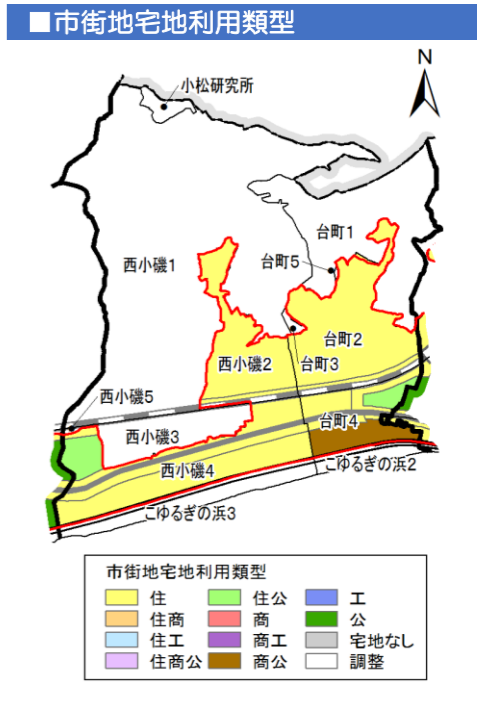 ■市街地宅地利用類型
N
小松研究所
台町1
西小磯1
台町5
台町2
西小磯2
台町3
西小磯5
台町4
西小磯3
西小磯4
こゆるぎの浜2
こゆるぎの浜3
市街地宅地利用類型
住 住公 工
住商 商 公
住工 商工 宅地なし
住商公 商公 調整